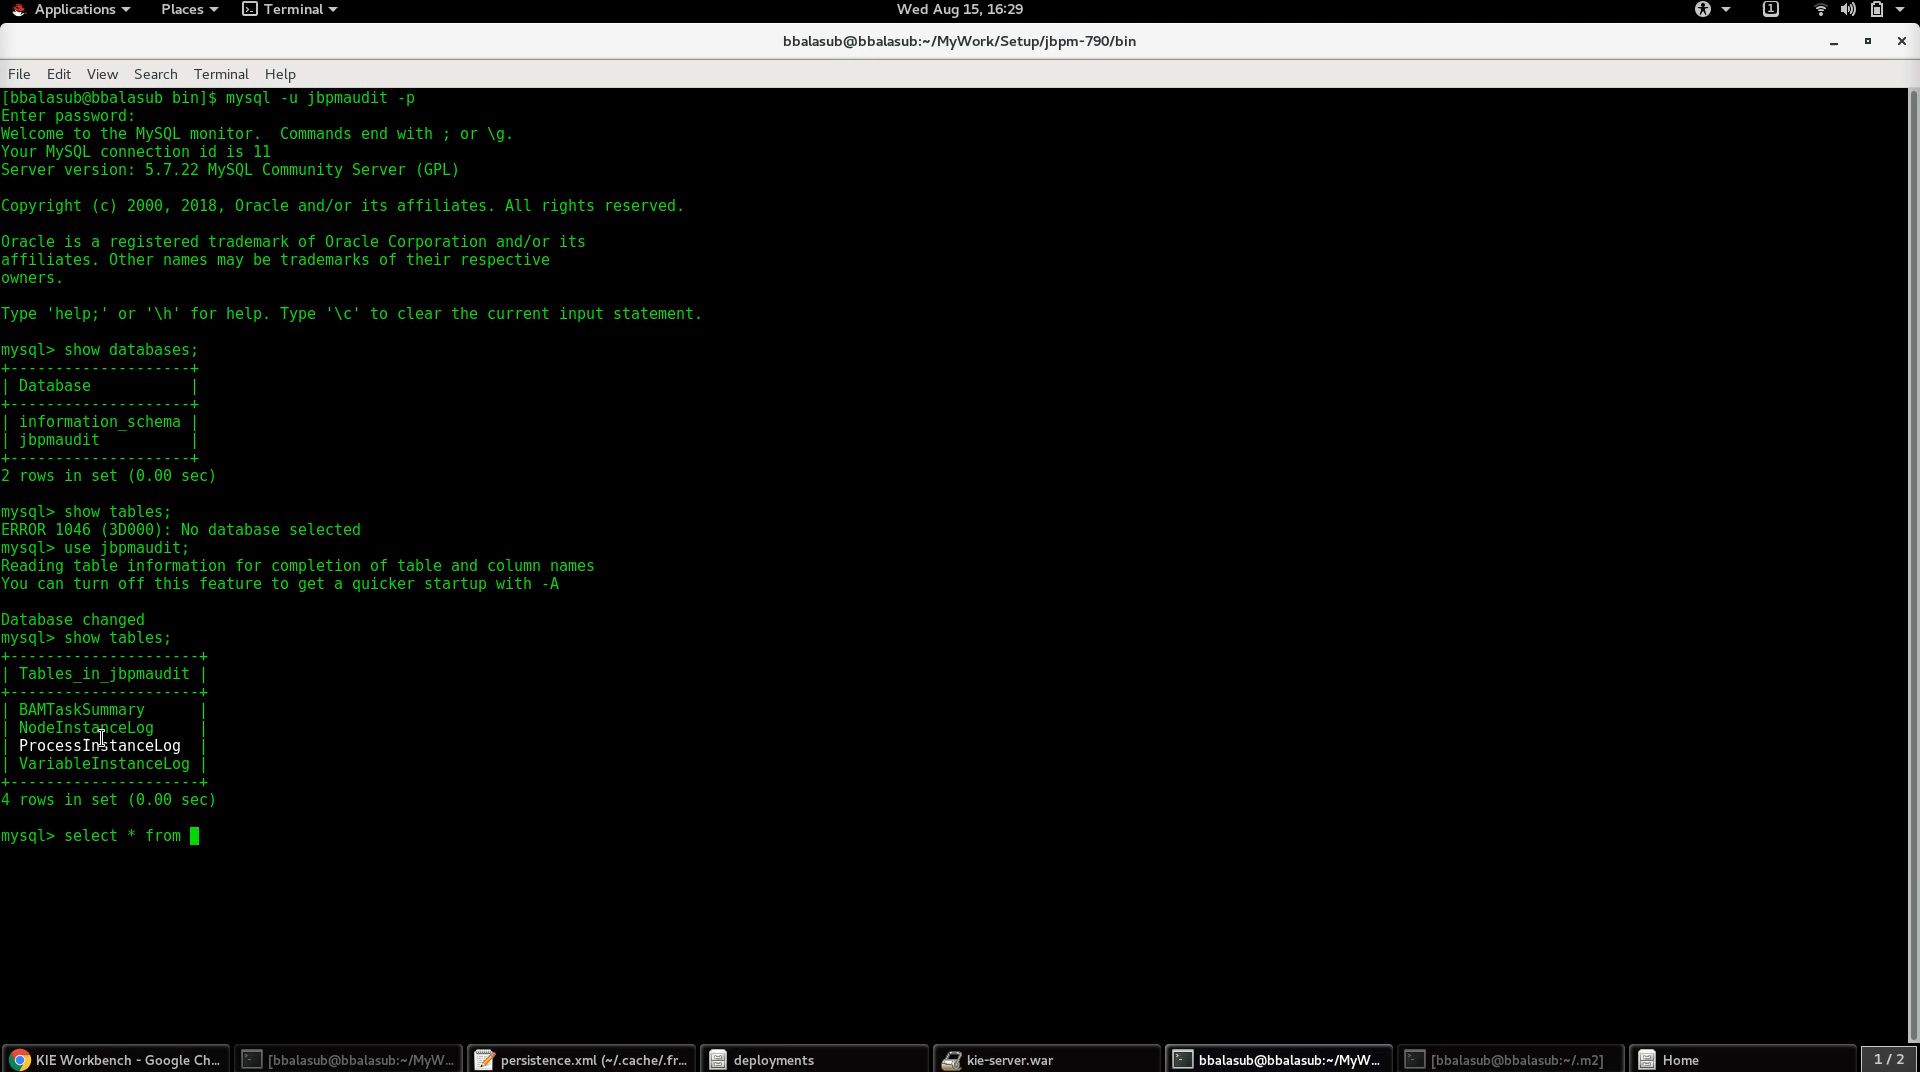 Applications Places Terminal Wed Aug 15, 16:29 1
bbalasub@bbalasub:~/MyWork/Setup/jbpm-790/bin
File Edit View Search Terminal Help
[bbalasub@bbalasub bin]$ mysql -u jbpmaudit -p
Enter password:
Welcome to the MySQL monitor.  Commands end with ; or \g.
Your MySQL connection id is 11
Server version: 5.7.22 MySQL Community Server (GPL)
Copyright (c) 2000, 2018, Oracle and/or its affiliates. All rights reserved.
Oracle is a registered trademark of Oracle Corporation and/or its
affiliates. Other names may be trademarks of their respective
owners.
Type 'help;' or '\h' for help. Type '\c' to clear the current input statement.
mysql> show databases;
+--------------------+
| Database           |
+--------------------+
| information_schema |
| jbpmaudit          |
+--------------------+
2 rows in set (0.00 sec)
mysql> show tables;
ERROR 1046 (3D000): No database selected
mysql> use jbpmaudit;
Reading table information for completion of table and column names
You can turn off this feature to get a quicker startup with -A
Database changed
mysql> show tables;
+---------------------+
| Tables_in_jbpmaudit |
+---------------------+
| BAMTaskSummary      |
| NodeInstanceLog     |
| ProcessInstanceLog  |
| VariableInstanceLog |
+---------------------+
4 rows in set (0.00 sec)
mysql> select * from
KIE Workbench - Google Ch... [bbalasub@bbalasub:~/MyW... persistence.xml (~/.cache/.fr... deployments kie-server.war bbalasub@bbalasub:~/MyW... [bbalasub@bbalasub:~/.m2] Home 1 / 2